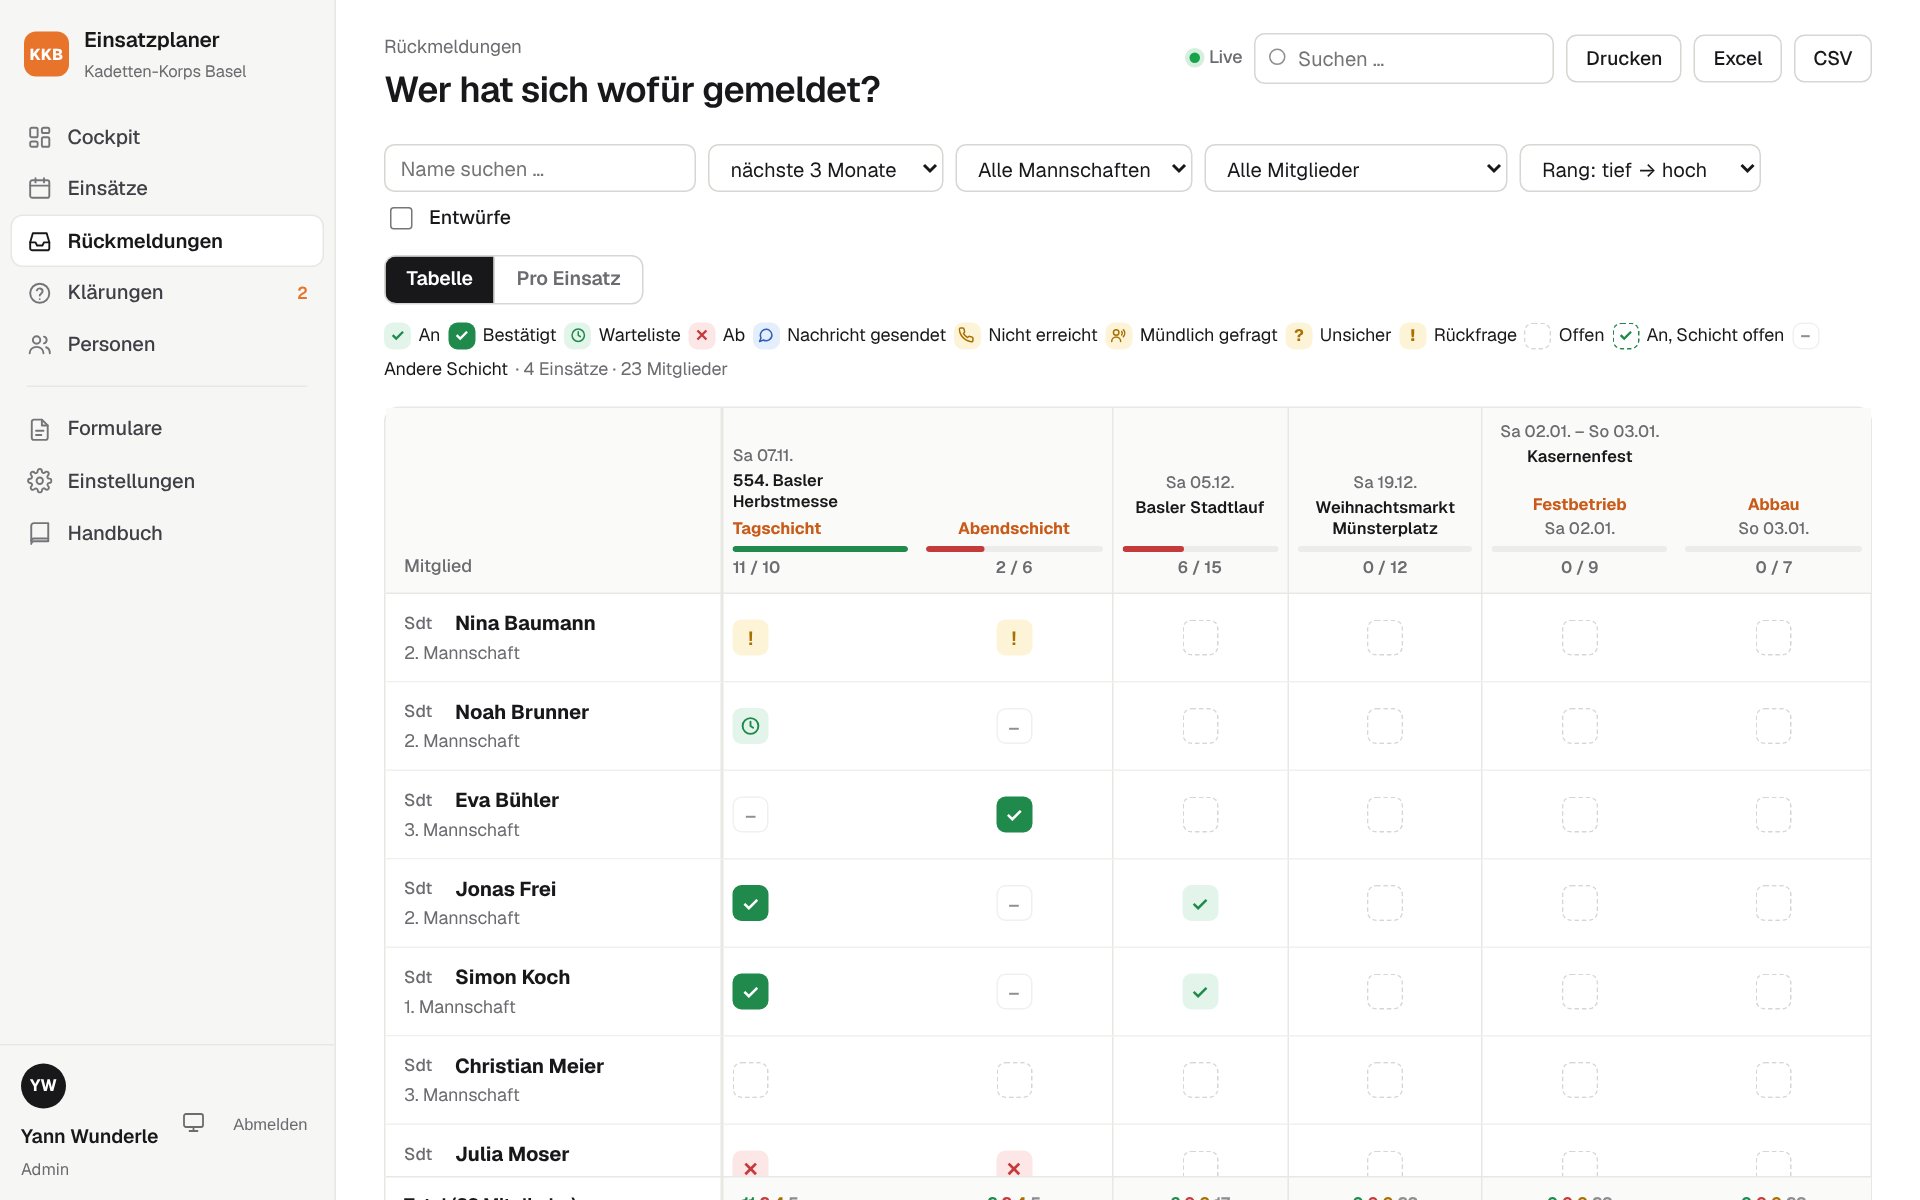 KKB
Einsatzplaner
Kadetten-Korps Basel
Cockpit
Einsätze
Rückmeldungen
Klärungen 2
Personen
Formulare
Einstellungen
Handbuch
YW
Yann Wunderle
Admin
Abmelden
Rückmeldungen
Wer hat sich wofür gemeldet?
Live
Suchen ...
Drucken
Excel
CSV
Name suchen ...
nächste 3 Monate
Alle Mannschaften
Alle Mitglieder
Rang: tief → hoch
Entwürfe
Tabelle
Pro Einsatz
An Bestätigt Warteliste Ab Nachricht gesendet Nicht erreicht Mündlich gefragt ? Unsicher ! Rückfrage Offen An, Schicht offen –
Andere Schicht · 4 Einsätze · 23 Mitglieder
Mitglied
Sa 07.11.
554. Basler
Herbstmesse
Tagschicht
11 / 10
Abendschicht
2 / 6
Sa 05.12.
Basler Stadtlauf
6 / 15
Sa 19.12.
Weihnachtsmarkt
Münsterplatz
0 / 12
Sa 02.01. – So 03.01.
Kasernenfest
Festbetrieb
Sa 02.01.
0 / 9
Abbau
So 03.01.
0 / 7
Sdt Nina Baumann
2. Mannschaft
! !
Sdt Noah Brunner
2. Mannschaft
–
Sdt Eva Bühler
3. Mannschaft
–
Sdt Jonas Frei
2. Mannschaft
–
Sdt Simon Koch
1. Mannschaft
–
Sdt Christian Meier
3. Mannschaft
Sdt Julia Moser